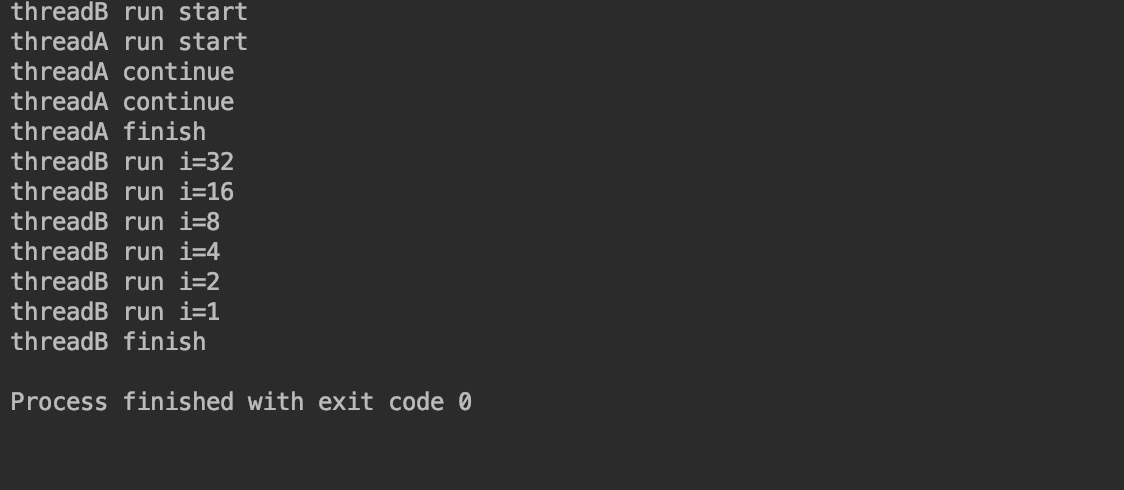 threadB run start
threadA run start
threadA continue
threadA continue
threadA finish
threadB run i=32
threadB run i=16
threadB run i=8
threadB run i=4
threadB run i=2
threadB run i=1
threadB finish
Process finished with exit code 0